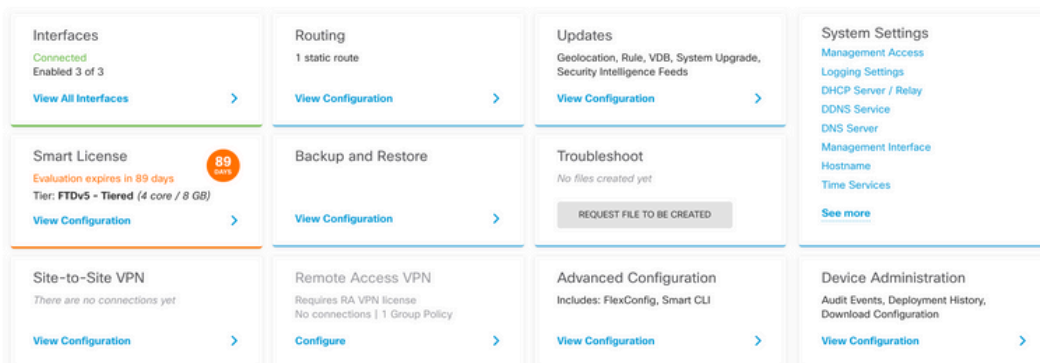 Interfaces
Connected
Enabled 3 of 3
View All Interfaces
Routing
1 static route
View Configuration
Updates
Geolocation, Rule, VDB, System Upgrade,
Security Intelligence Feeds
View Configuration
System Settings
Management Access
Logging Settings
DHCP Server / Relay
DDNS Service
DNS Server
Management Interface
Hostname
Time Services
See more
Smart License
89
DAYS
Evaluation expires in 89 days
Tier: FTDv5 - Tiered (4 core / 8 GB)
View Configuration
Backup and Restore
View Configuration
Troubleshoot
No files created yet
REQUEST FILE TO BE CREATED
Site-to-Site VPN
There are no connections yet
View Configuration
Remote Access VPN
Requires RA VPN license
No connections | 1 Group Policy
Configure
Advanced Configuration
Includes: FlexConfig, Smart CLI
View Configuration
Device Administration
Audit Events, Deployment History,
Download Configuration
View Configuration